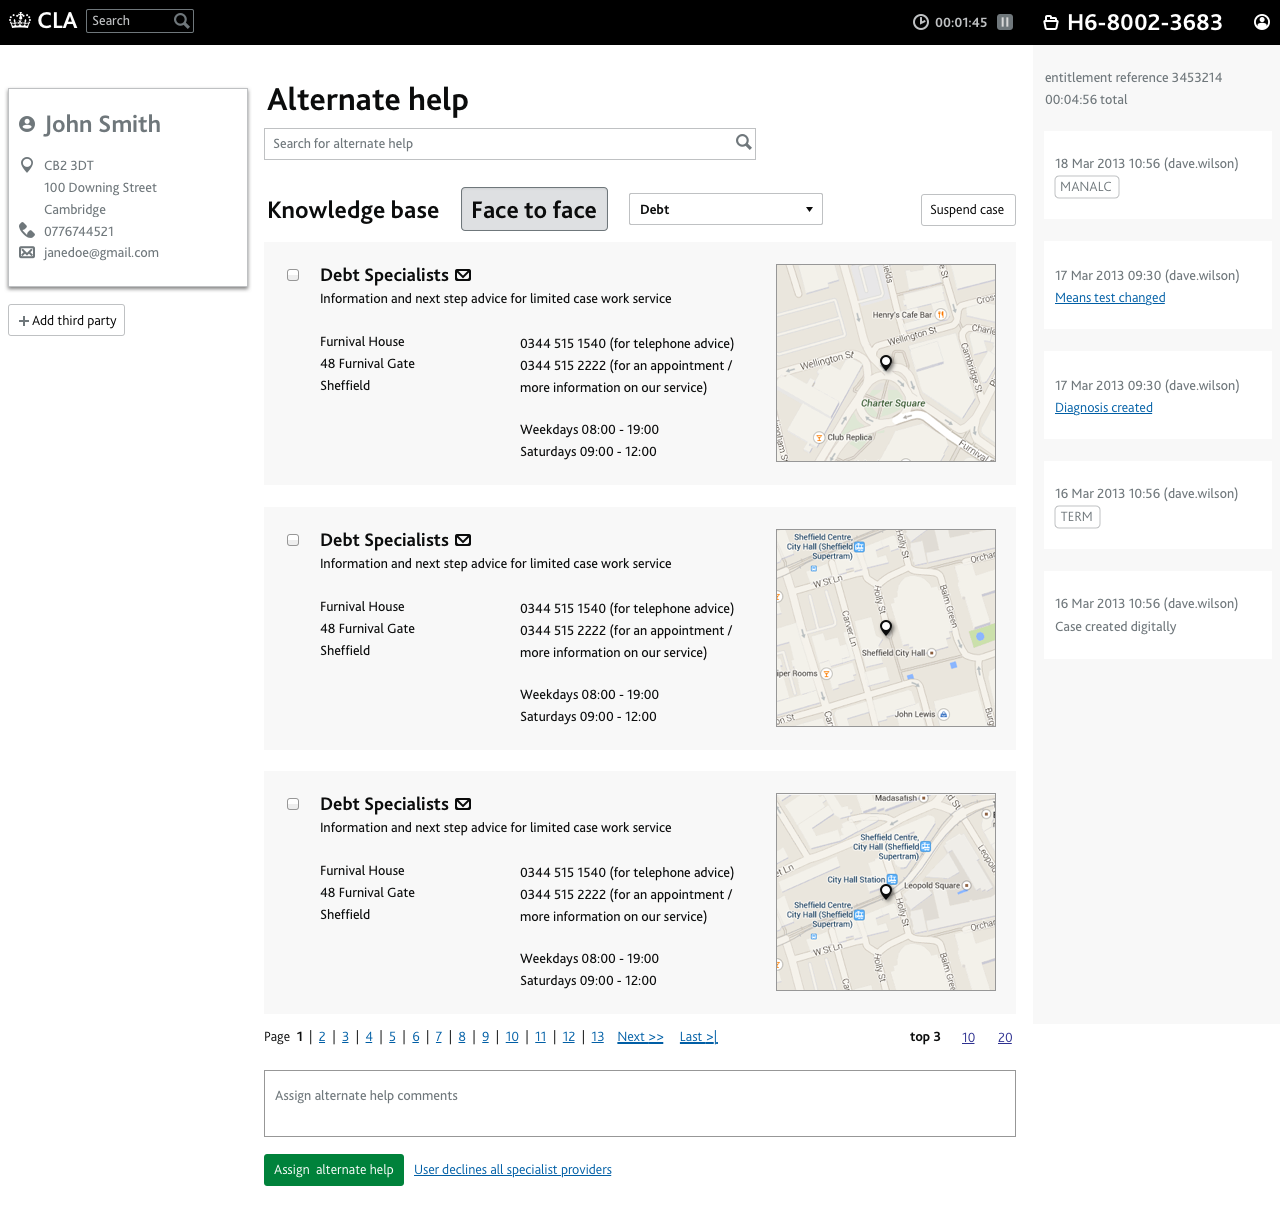 CLA
Search
00:01:45
H6-8002-3683
John Smith
CB2 3DT
100 Downing Street
Cambridge
0776744521
janedoe@gmail.com
Add third party
Alternate help
Search for alternate help
Knowledge base
Face to face
Debt
Suspend case
Debt Specialists
Information and next step advice for limited case work service
Furnival House
48 Furnival Gate
Sheffield
0344 515 1540 (for telephone advice)
0344 515 2222 (for an appointment /
more information on our service)
Weekdays 08:00 - 19:00
Saturdays 09:00 - 12:00
Henry's Cafe Bar
Wellington St
Wellington St
Cambridge St
Charter Square
Club Replica
Debt Specialists
Information and next step advice for limited case work service
Furnival House
48 Furnival Gate
Sheffield
0344 515 1540 (for telephone advice)
0344 515 2222 (for an appointment /
more information on our service)
Weekdays 08:00 - 19:00
Saturdays 09:00 - 12:00
Sheffield Centre,
City Hall (Sheffield
Supertram)
Holly St
W St Ln
Holly St
Balm Green
Carver Ln
Sheffield City Hall
iper Rooms
John Lewis
Debt Specialists
Information and next step advice for limited case work service
Furnival House
48 Furnival Gate
Sheffield
0344 515 1540 (for telephone advice)
0344 515 2222 (for an appointment /
more information on our service)
Weekdays 08:00 - 19:00
Saturdays 09:00 - 12:00
Madasafish
Sheffield Centre,
City Hall (Sheffield
Supertram)
City Hall Station
Leopold Square
Sheffield Centre,
City Hall (Sheffield
Supertram)
Holly St
W St Ln
Holly St
Page 1 | 2 | 3 | 4 | 5 | 6 | 7 | 8 | 9 | 10 | 11 | 12 | 13 Next >> Last >|
top 3 10 20
Assign alternate help comments
Assign alternate help
User declines all specialist providers
entitlement reference 3453214
00:04:56 total
18 Mar 2013 10:56 (dave.wilson)
MANALC
17 Mar 2013 09:30 (dave.wilson)
Means test changed
17 Mar 2013 09:30 (dave.wilson)
Diagnosis created
16 Mar 2013 10:56 (dave.wilson)
TERM
16 Mar 2013 10:56 (dave.wilson)
Case created digitally